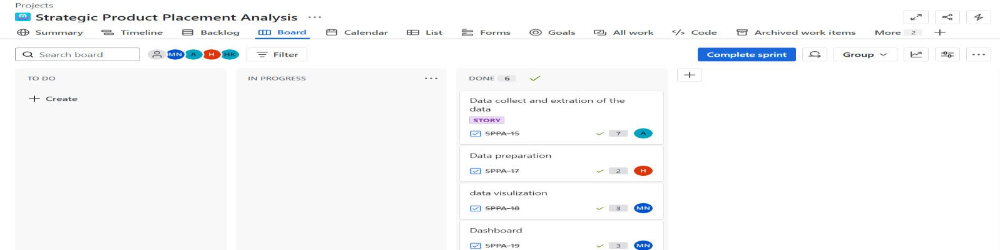 Projects
Strategic Product Placement Analysis
Summary Timeline Backlog Board Calendar List Forms Goals All work Code Archived work items More 2
Search board MN A H HK Filter Complete sprint Group
TO DO
Create
IN PROGRESS
DONE 6
Data collect and extration of the
data
STORY
SPPA-15 7 A
Data preparation
SPPA-17 2 H
data visulization
SPPA-18 3 MN
Dashboard
SPPA-19 3 MN